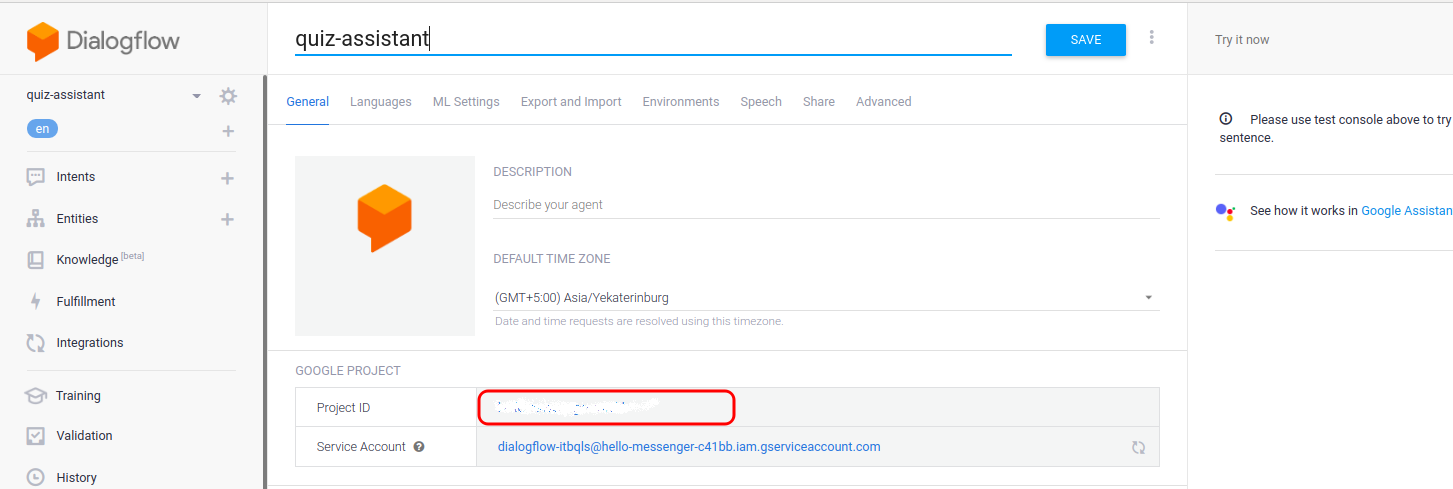 Dialogflow
quiz-assistant
en
Intents
Entities
Knowledge [beta]
Fulfillment
Integrations
Training
Validation
History
quiz-assistant
SAVE
General Languages ML Settings Export and Import Environments Speech Share Advanced
DESCRIPTION
Describe your agent
DEFAULT TIME ZONE
(GMT+5:00) Asia/Yekaterinburg
Date and time requests are resolved using this timezone.
GOOGLE PROJECT
Project ID
Service Account ? dialogflow-itbqls@hello-messenger-c41bb.iam.gserviceaccount.com
Try it now
Please use test console above to try
sentence.
See how it works in Google Assistan